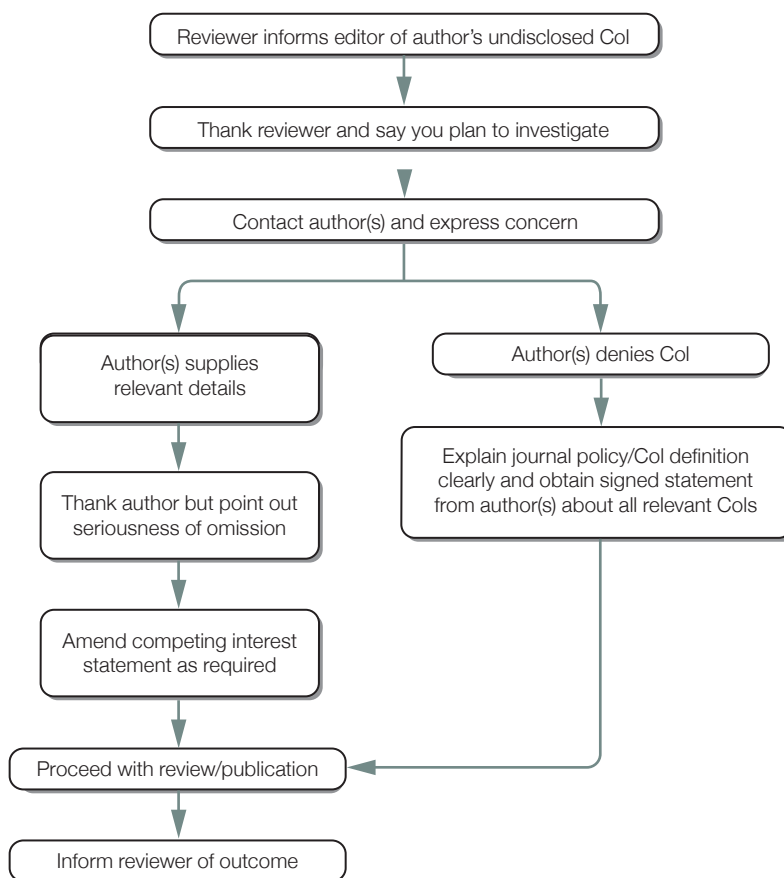 Reviewer informs editor of author's undisclosed CoI
Thank reviewer and say you plan to investigate
Contact author(s) and express concern
Author(s) supplies
relevant details
Author(s) denies CoI
Explain journal policy/CoI definition
clearly and obtain signed statement
from author(s) about all relevant CoIs
Thank author but point out
seriousness of omission
Amend competing interest
statement as required
Proceed with review/publication
Inform reviewer of outcome